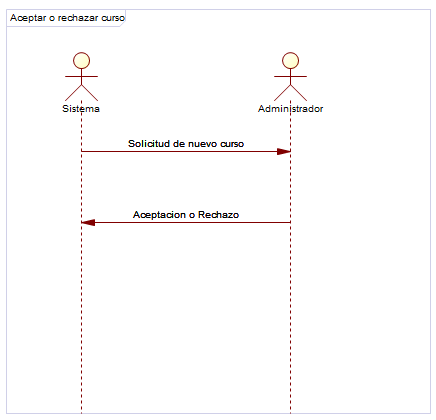 Aceptar o rechazar curso
Sistema
Administrador
Solicitud de nuevo curso
Aceptacion o Rechazo